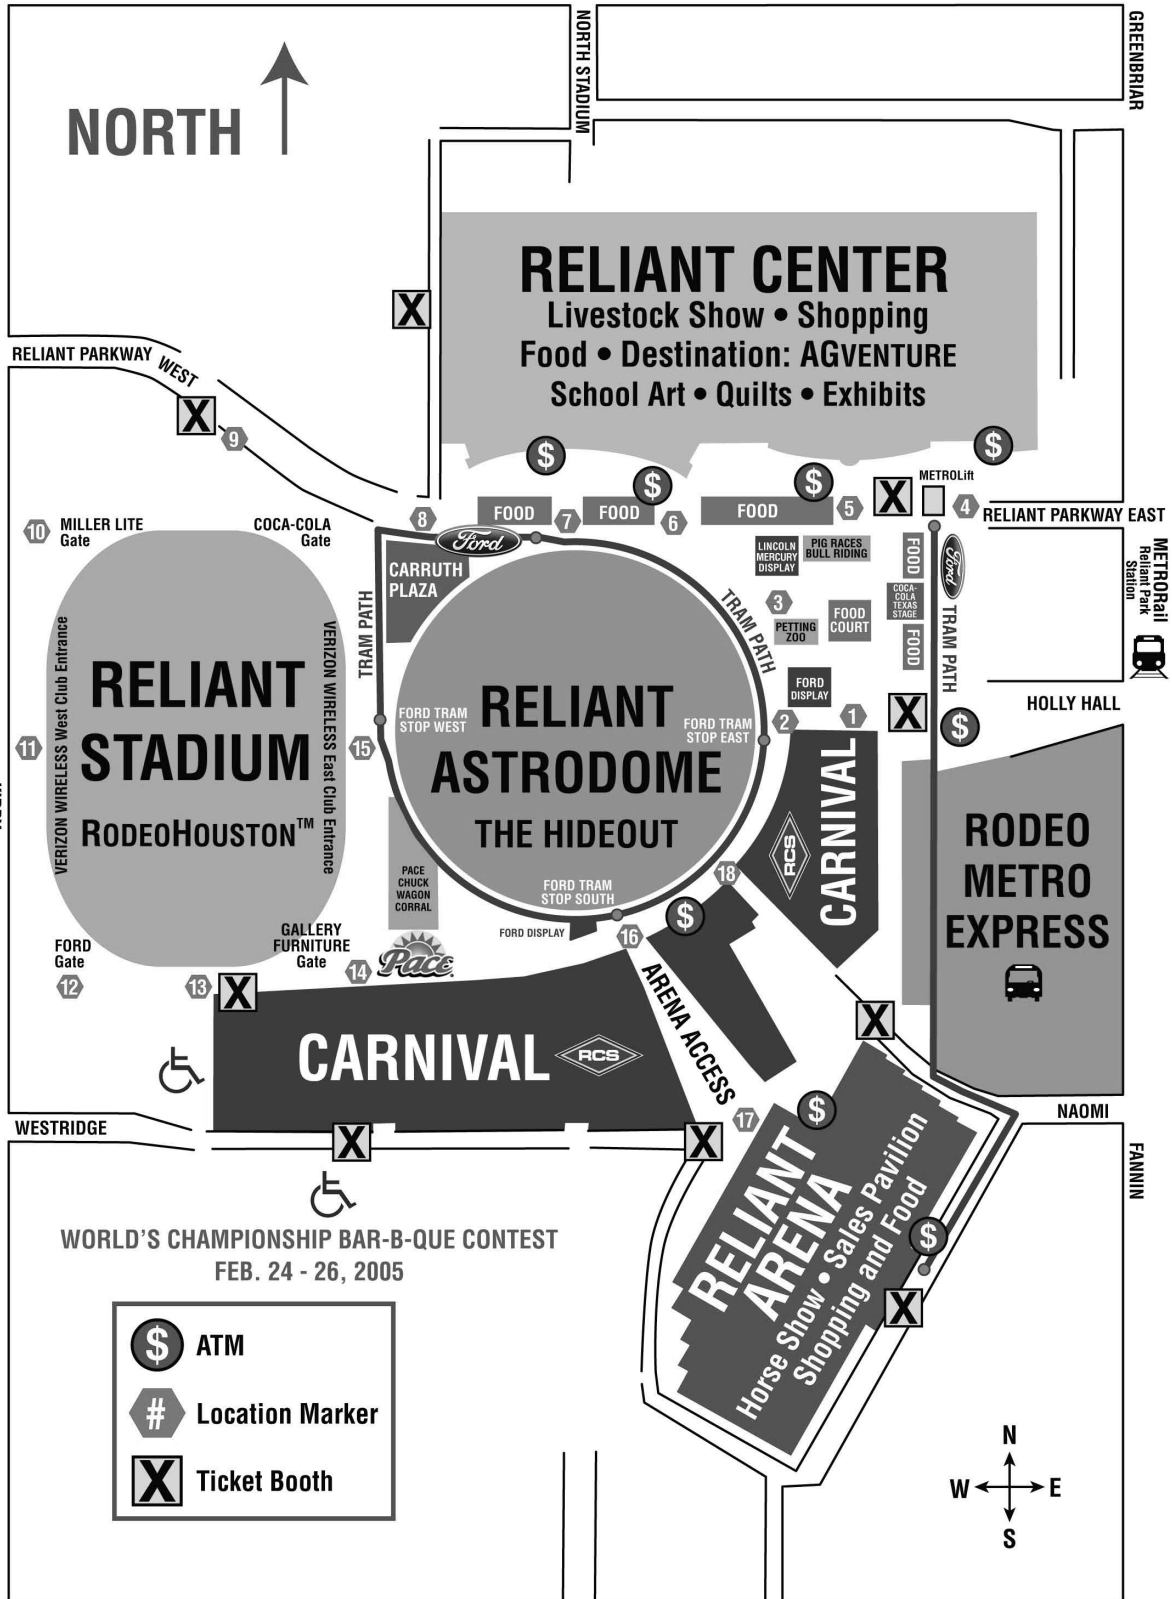 NORTH
NORTH STADIUM
GREENBRIAR
RELIANT CENTER
Livestock Show • Shopping
Food • Destination: AGVENTURE
School Art • Quilts • Exhibits
X
RELIANT PARKWAY
WEST
X
9
$
$
$
$
METROLift
X
5
4
RELIANT PARKWAY EAST
8
FOOD
7
FOOD
6
FOOD
10
MILLER LITE
Gate
COCA-COLA
Gate
Ford
CARRUTH
PLAZA
LINCOLN
MERCURY
DISPLAY
PIG RACES
BULL RIDING
FOOD
Ford
METRORail
Reliant Park
Station
COCA-
COLA
TEXAS
STAGE
3
PETTING
ZOO
FOOD
COURT
FOOD
TRAM PATH
TRAM PATH
TRAM PATH
FORD
DISPLAY
HOLLY HALL
VERIZON WIRELESS West Club Entrance
RELIANT
STADIUM
RODEOHOUSTON™
VERIZON WIRELESS East Club Entrance
11
15
FORD TRAM
STOP WEST
RELIANT
ASTRODOME
THE HIDEOUT
FORD TRAM
STOP EAST
2
1
X
$
CARNIVAL
RCS
RODEO
METRO
EXPRESS
PACE
CHUCK
WAGON
CORRAL
FORD TRAM
STOP SOUTH
18
$
FORD DISPLAY
16
FORD
Gate
12
GALLERY
FURNITURE
Gate
13
X
14
Pace
ARENA ACCESS
CARNIVAL
RCS
X
17
$
WESTRIDGE
X
X
NAOMI
FANNIN
RELIANT
ARENA
Horse Show • Sales Pavilion
Shopping and Food
$
X
WORLD'S CHAMPIONSHIP BAR-B-QUE CONTEST
FEB. 24 - 26, 2005
$ ATM
# Location Marker
X Ticket Booth
N
W E
S